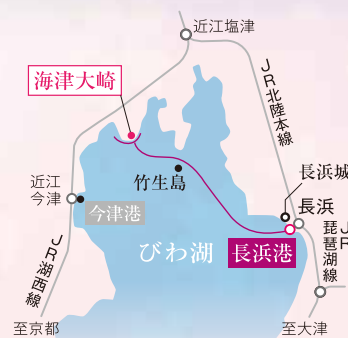 近江塩津
海津大崎
JR北陸本線
竹生島
近江
今津
今津港
長浜城
長浜
びわ湖
長浜港
JR
琵琶湖線
JR湖西線
至京都
至大津